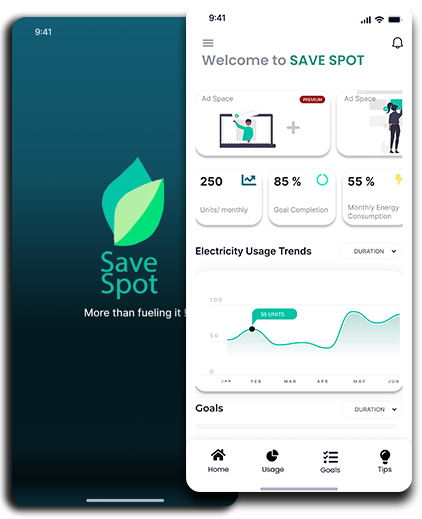 9:41
Save
Spot
More than fueling it !
9:41
Welcome to SAVE SPOT
Ad Space
PREMIUM
Ad Space
250
Units/ monthly
85 %
Goal Completion
55 %
Monthly Energy
Consumption
Electricity Usage Trends
DURATION
100
55 UNITS
50
0
JAN FEB MAR APR MAY JUN
Goals
DURATION
Home Usage Goals Tips